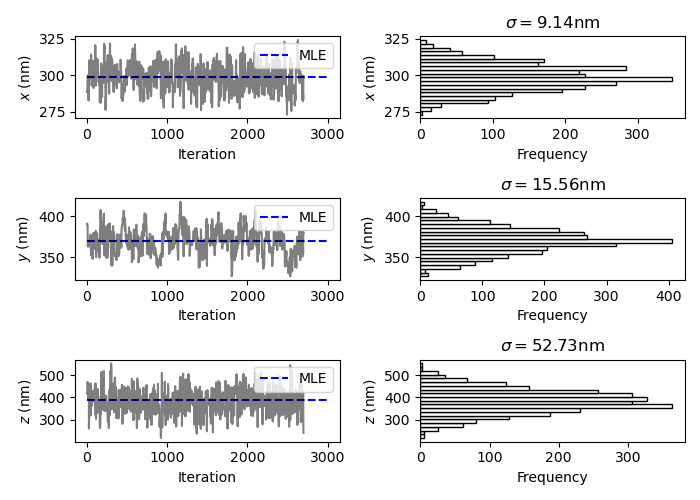 σ = 9.14nm
325
300
275
x (nm)
MLE
0 1000 2000 3000
Iteration
325
300
275
x (nm)
0 100 200 300
Frequency
σ = 15.56nm
400
350
y (nm)
MLE
0 1000 2000 3000
Iteration
400
350
y (nm)
0 100 200 300 400
Frequency
σ = 52.73nm
500
400
300
z (nm)
MLE
0 1000 2000 3000
Iteration
500
400
300
z (nm)
0 100 200 300
Frequency